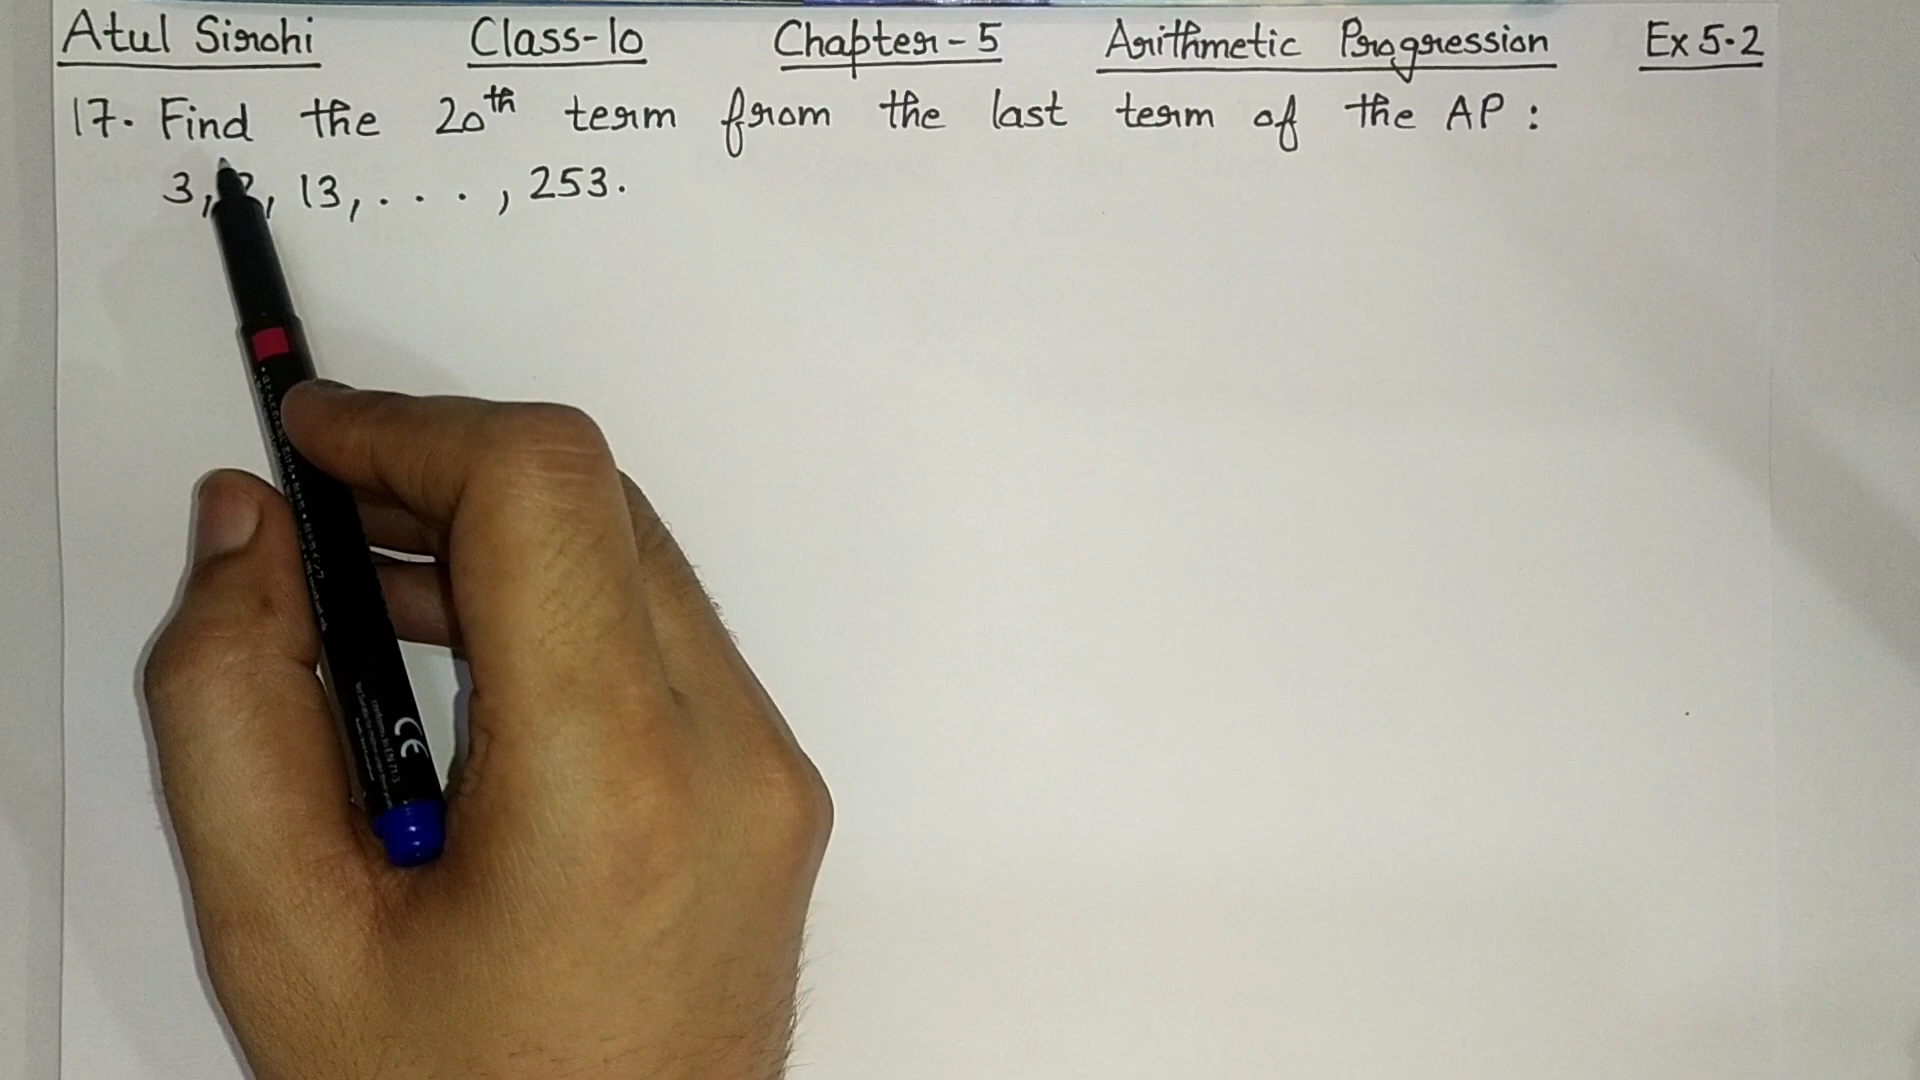 Atul Sirohi Class-10 Chapter-5 Arithmetic Progression Ex 5.2
17. Find the 20th term from the last term of the AP :
3, , 13, . . . , 253.
CE